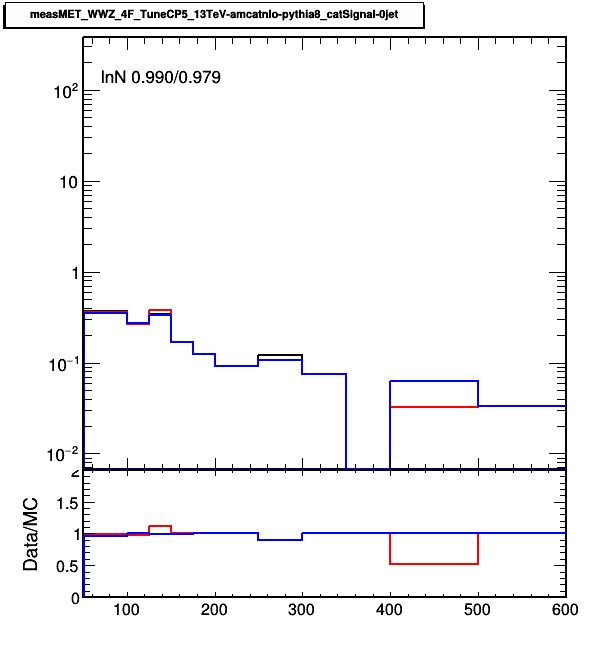 measMET_WWZ_4F_TuneCP5_13TeV-amcatnlo-pythia8_catSignal-0jet
lnN 0.990/0.979
10²
10
1
10⁻¹
10⁻²
Data/MC
2
1.5
1
0.5
0
100 200 300 400 500 600